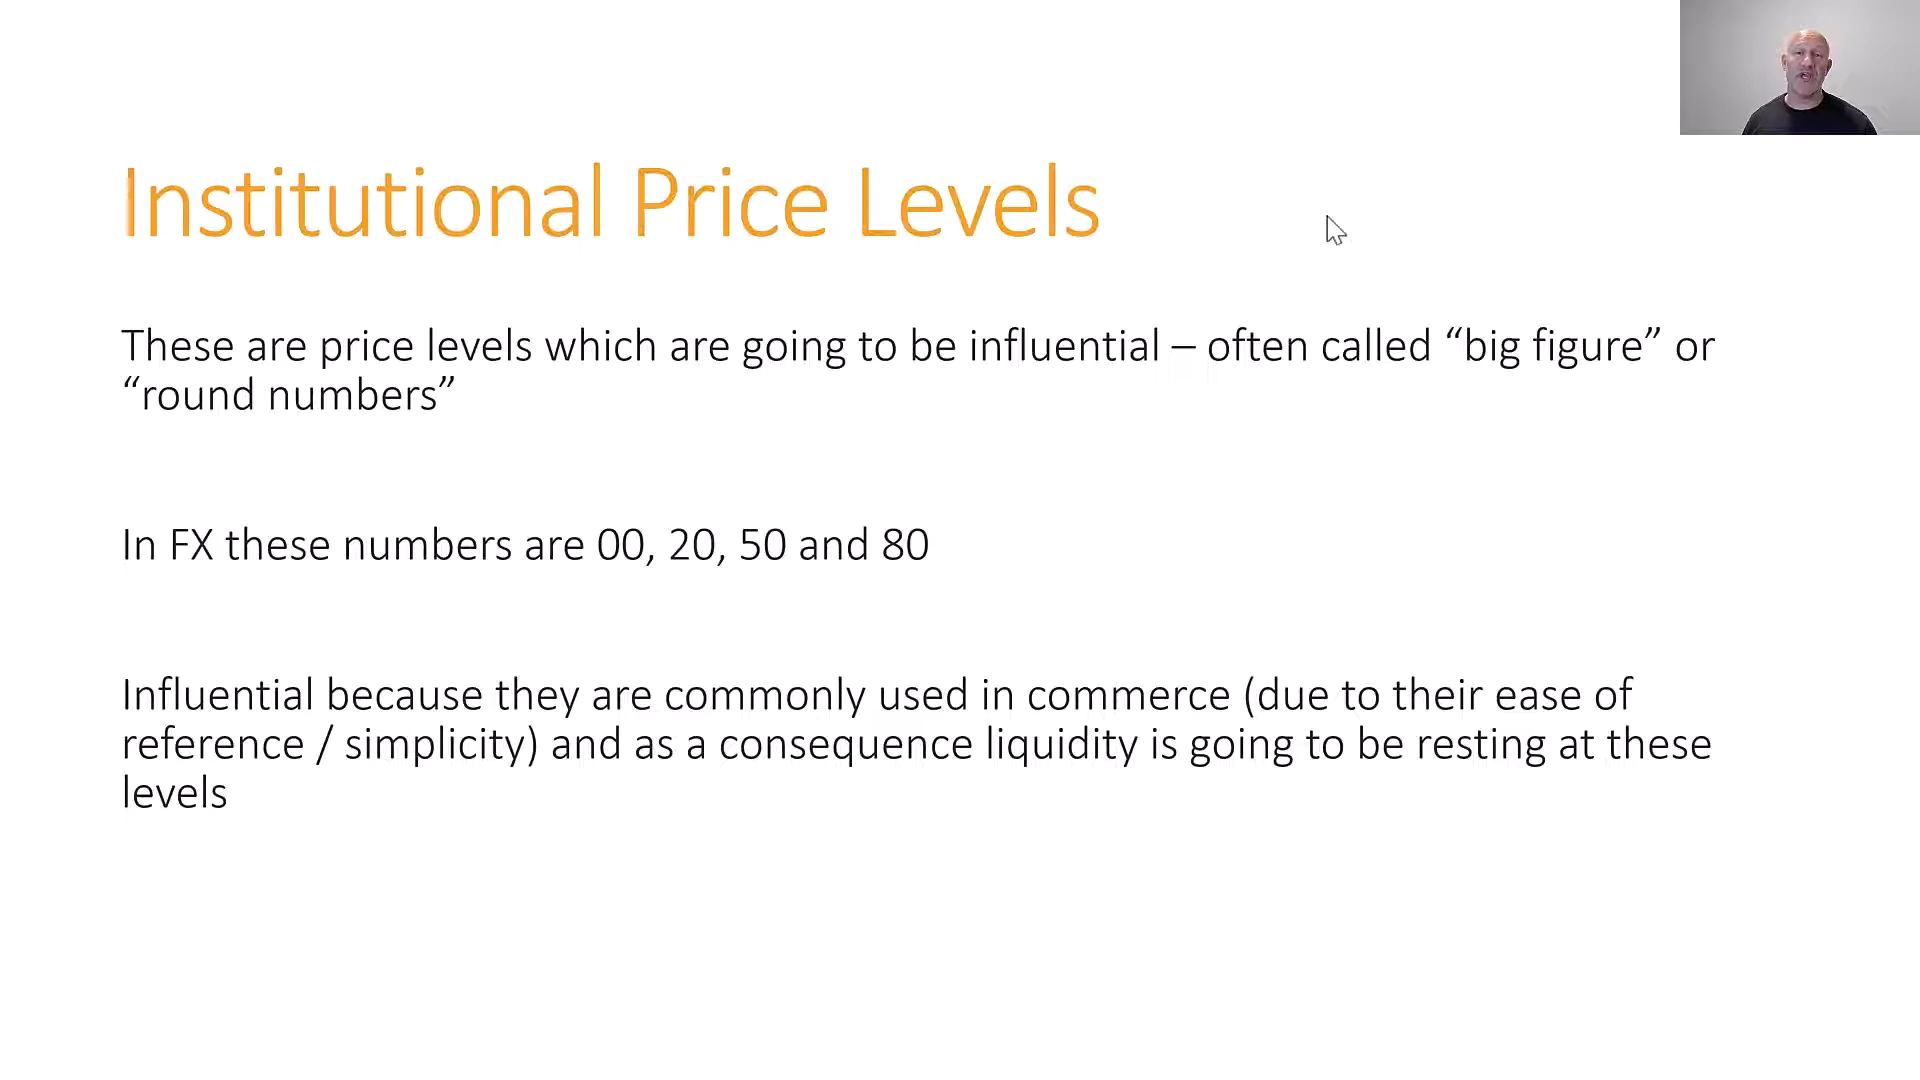 Institutional Price Levels
These are price levels which are going to be influential – often called “big figure” or
“round numbers”
In FX these numbers are 00, 20, 50 and 80
Influential because they are commonly used in commerce (due to their ease of
reference / simplicity) and as a consequence liquidity is going to be resting at these
levels